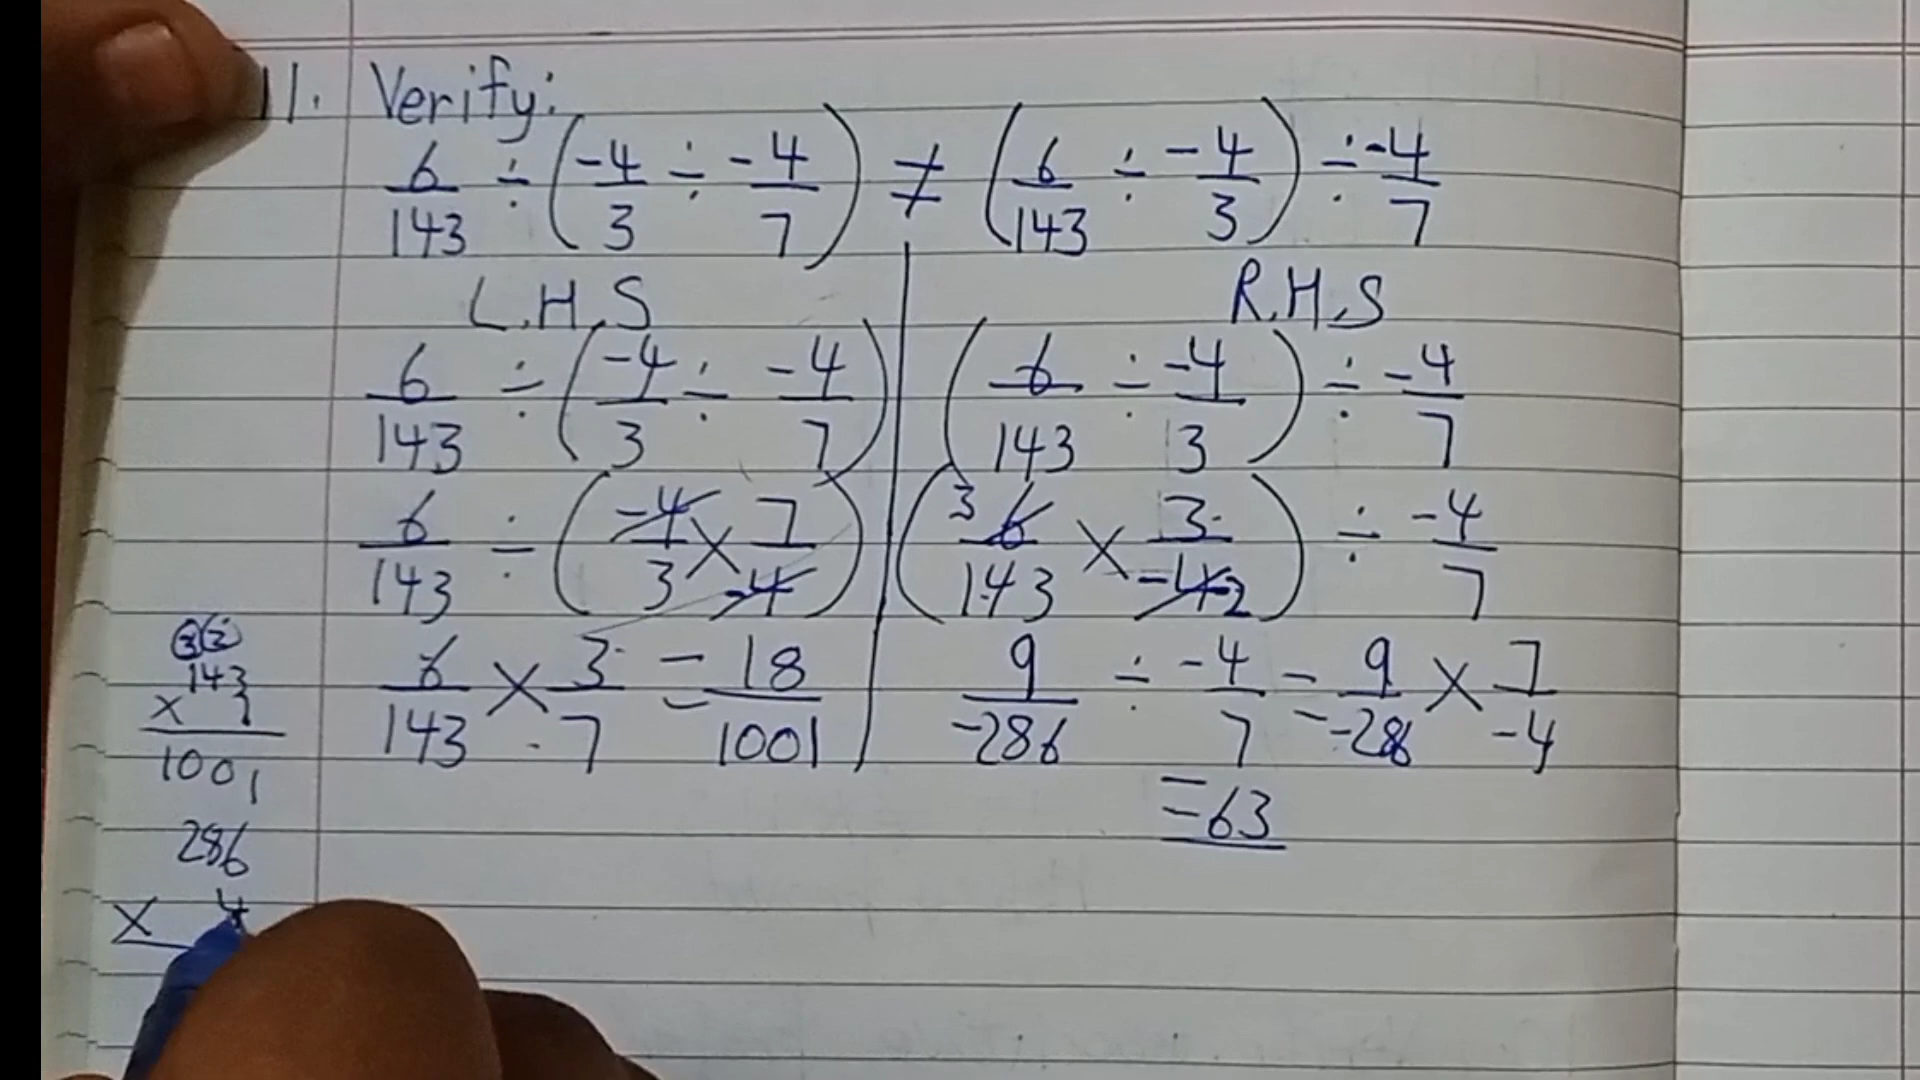 11. Verify:
6/143 ÷ (-4/3 ÷ -4/7) ≠ (6/143 ÷ -4/3) ÷ -4/7
L.H.S
6/143 ÷ (-4/3 ÷ -4/7)
6/143 ÷ (-4/3 × 7/-4)
6/143 × 3/7 = 18/1001
R.H.S
(6/143 ÷ -4/3) ÷ -4/7
(3 6/143 × 3/-4 2) ÷ -4/7
9/-286 ÷ -4/7 = 9/-286 × 7/-4
= 63
3 2
143
× 7
1001
286
× 4